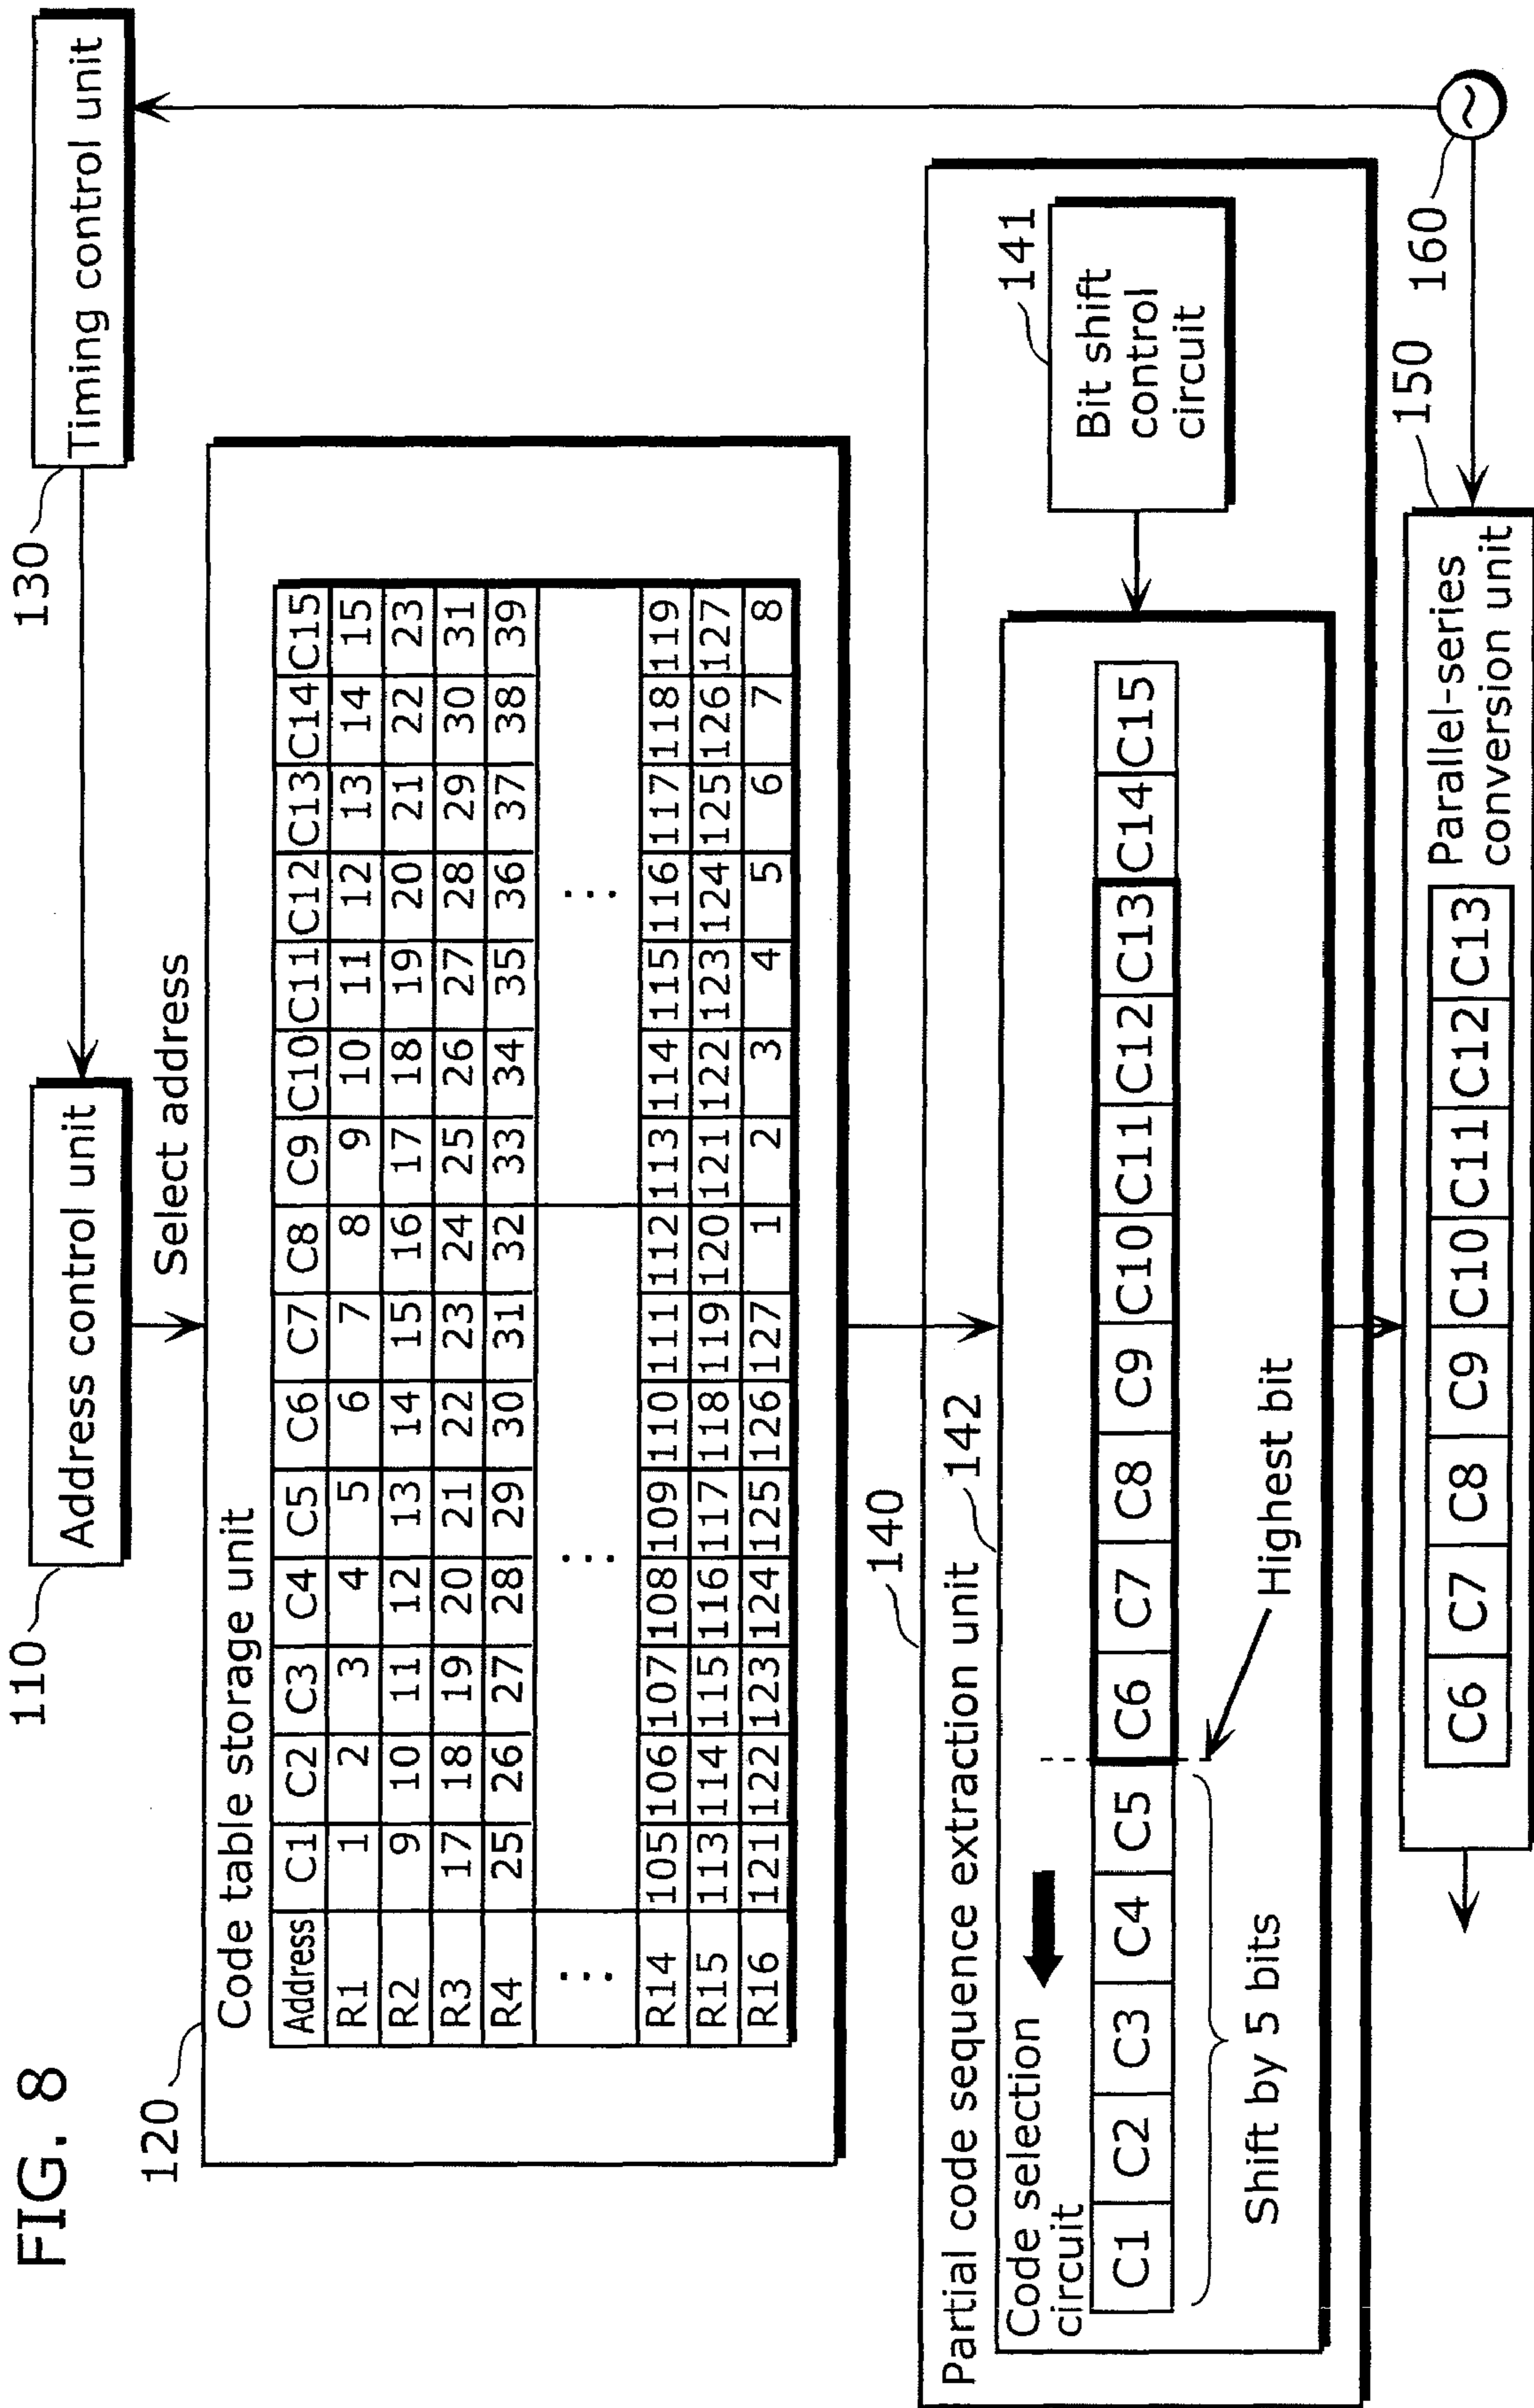 FIG. 8
110
Address control unit
130
Timing control unit
Select address
120
Code table storage unit
Address C1 C2 C3 C4 C5 C6 C7 C8 C9 C10 C11 C12 C13 C14 C15
R1 1 2 3 4 5 6 7 8 9 10 11 12 13 14 15
R2 9 10 11 12 13 14 15 16 17 18 19 20 21 22 23
R3 17 18 19 20 21 22 23 24 25 26 27 28 29 30 31
R4 25 26 27 28 29 30 31 32 33 34 35 36 37 38 39
... ... ...
R14 105 106 107 108 109 110 111 112 113 114 115 116 117 118 119
R15 113 114 115 116 117 118 119 120 121 122 123 124 125 126 127
R16 121 122 123 124 125 126 127 1 2 3 4 5 6 7 8
140
Partial code sequence extraction unit
142
Code selection
circuit
C1 C2 C3 C4 C5 C6 C7 C8 C9 C10 C11 C12 C13 C14 C15
Shift by 5 bits
Highest bit
141
Bit shift
control
circuit
150
C6 C7 C8 C9 C10 C11 C12 C13
Parallel-series
conversion unit
160
~